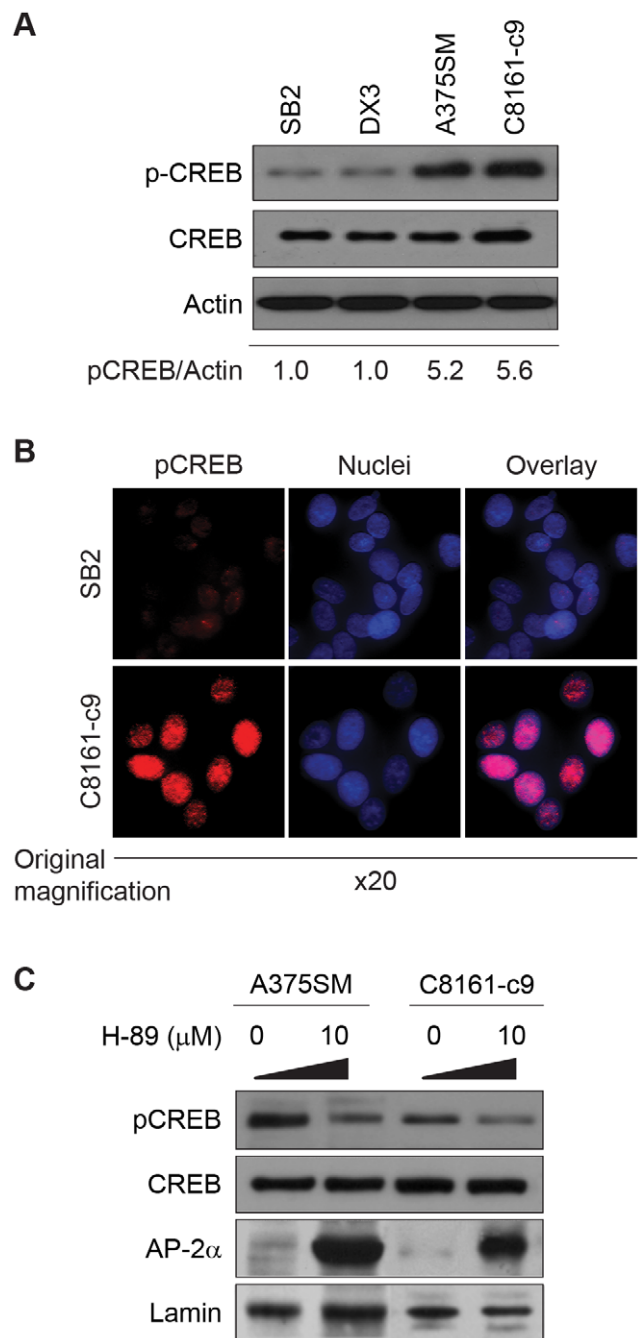 A
SB2 DX3 A375SM C8161-c9
p-CREB
CREB
Actin
pCREB/Actin 1.0 1.0 5.2 5.6
B
pCREB Nuclei Overlay
SB2
C8161-c9
Original
magnification x20
C
A375SM C8161-c9
H-89 (μM) 0 10 0 10
pCREB
CREB
AP-2α
Lamin